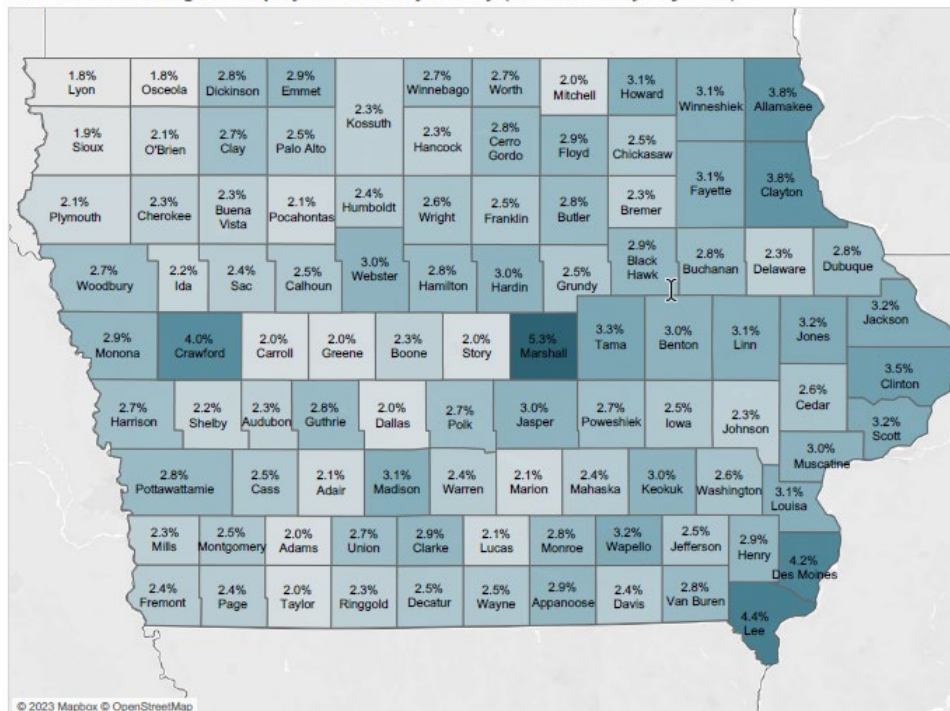 1.8%
Lyon
1.8%
Osceola
2.8%
Dickinson
2.9%
Emmet
2.3%
Kossuth
2.7%
Winnebago
2.7%
Worth
2.0%
Mitchell
3.1%
Howard
3.1%
Winneshiek
3.8%
Allamakee
1.9%
Sioux
2.1%
O'Brien
2.7%
Clay
2.5%
Palo Alto
2.3%
Hancock
2.8%
Cerro
Gordo
2.9%
Floyd
2.5%
Chickasaw
2.1%
Plymouth
2.3%
Cherokee
2.3%
Buena
Vista
2.1%
Pocahontas
2.4%
Humboldt
2.6%
Wright
2.5%
Franklin
2.8%
Butler
2.3%
Bremer
3.1%
Fayette
3.8%
Clayton
2.7%
Woodbury
2.2%
Ida
2.4%
Sac
2.5%
Calhoun
3.0%
Webster
2.8%
Hamilton
3.0%
Hardin
2.5%
Grundy
2.9%
Black
Hawk
2.8%
Buchanan
2.3%
Delaware
2.8%
Dubuque
2.9%
Monona
4.0%
Crawford
2.0%
Carroll
2.0%
Greene
2.3%
Boone
2.0%
Story
5.3%
Marshall
3.3%
Tama
3.0%
Benton
3.1%
Linn
3.2%
Jones
3.2%
Jackson
3.5%
Clinton
2.7%
Harrison
2.2%
Shelby
2.3%
Audubon
2.8%
Guthrie
2.0%
Dallas
2.7%
Polk
3.0%
Jasper
2.7%
Poweshiek
2.5%
Iowa
2.3%
Johnson
2.6%
Cedar
3.2%
Scott
3.0%
Muscatine
2.8%
Pottawattamie
2.5%
Cass
2.1%
Adair
3.1%
Madison
2.4%
Warren
2.1%
Marion
2.4%
Mahaska
3.0%
Keokuk
2.6%
Washington
3.1%
Louisa
2.3%
Mills
2.5%
Montgomery
2.0%
Adams
2.7%
Union
2.9%
Clarke
2.1%
Lucas
2.8%
Monroe
3.2%
Wapello
2.5%
Jefferson
2.9%
Henry
4.2%
Des Moines
2.4%
Fremont
2.4%
Page
2.0%
Taylor
2.3%
Ringgold
2.5%
Decatur
2.5%
Wayne
2.9%
Appanoose
2.4%
Davis
2.8%
Van Buren
4.4%
Lee
© 2023 Mapbox © OpenStreetMap